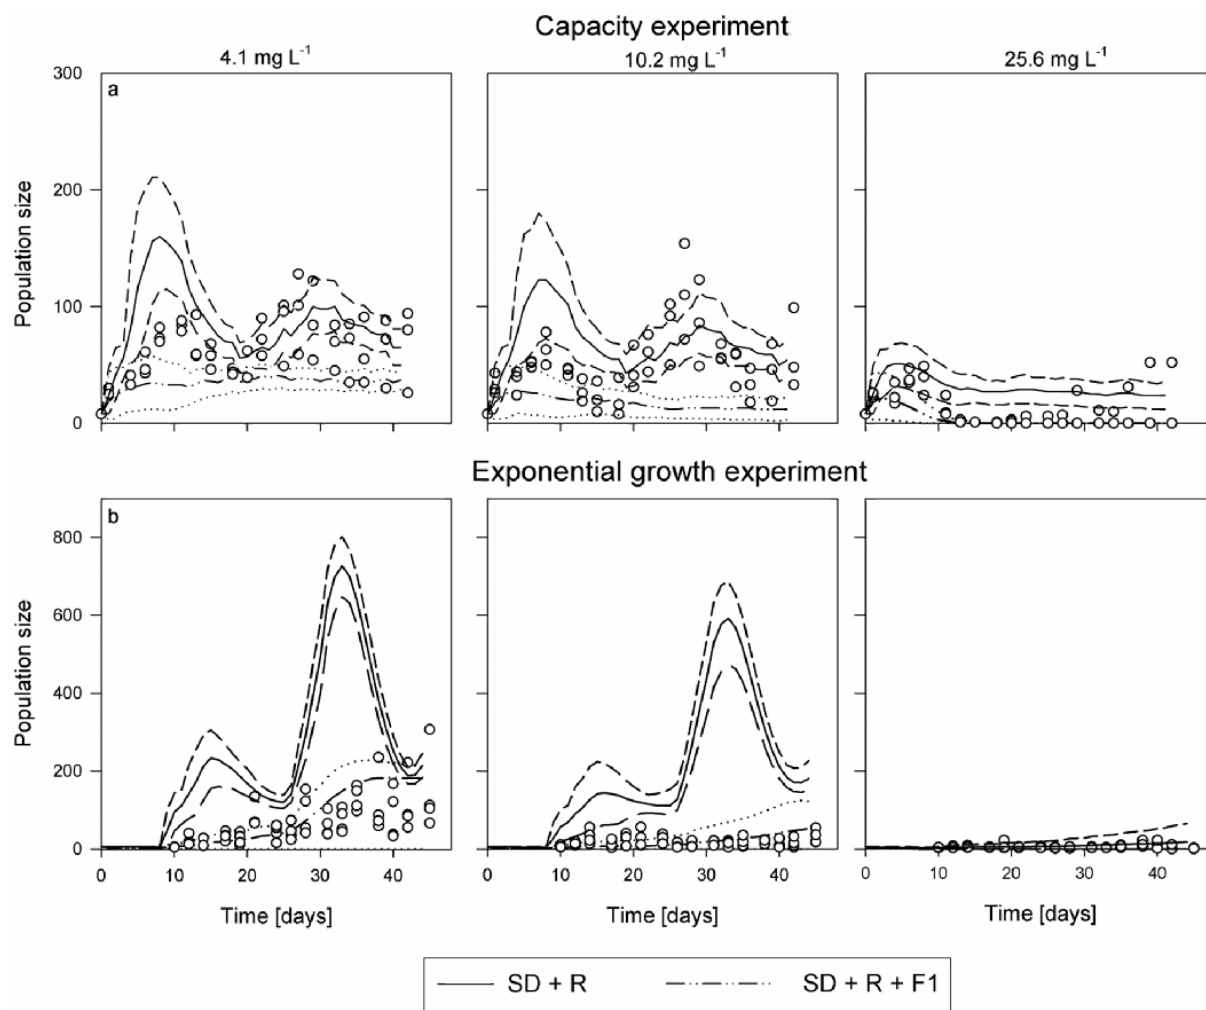 Capacity experiment
4.1 mg L⁻¹ 10.2 mg L⁻¹ 25.6 mg L⁻¹
300
a
200
100
0
Population size
Exponential growth experiment
b
800
600
400
200
0
Population size
0 10 20 30 40 0 10 20 30 40 0 10 20 30 40
Time [days] Time [days] Time [days]
SD + R SD + R + F1